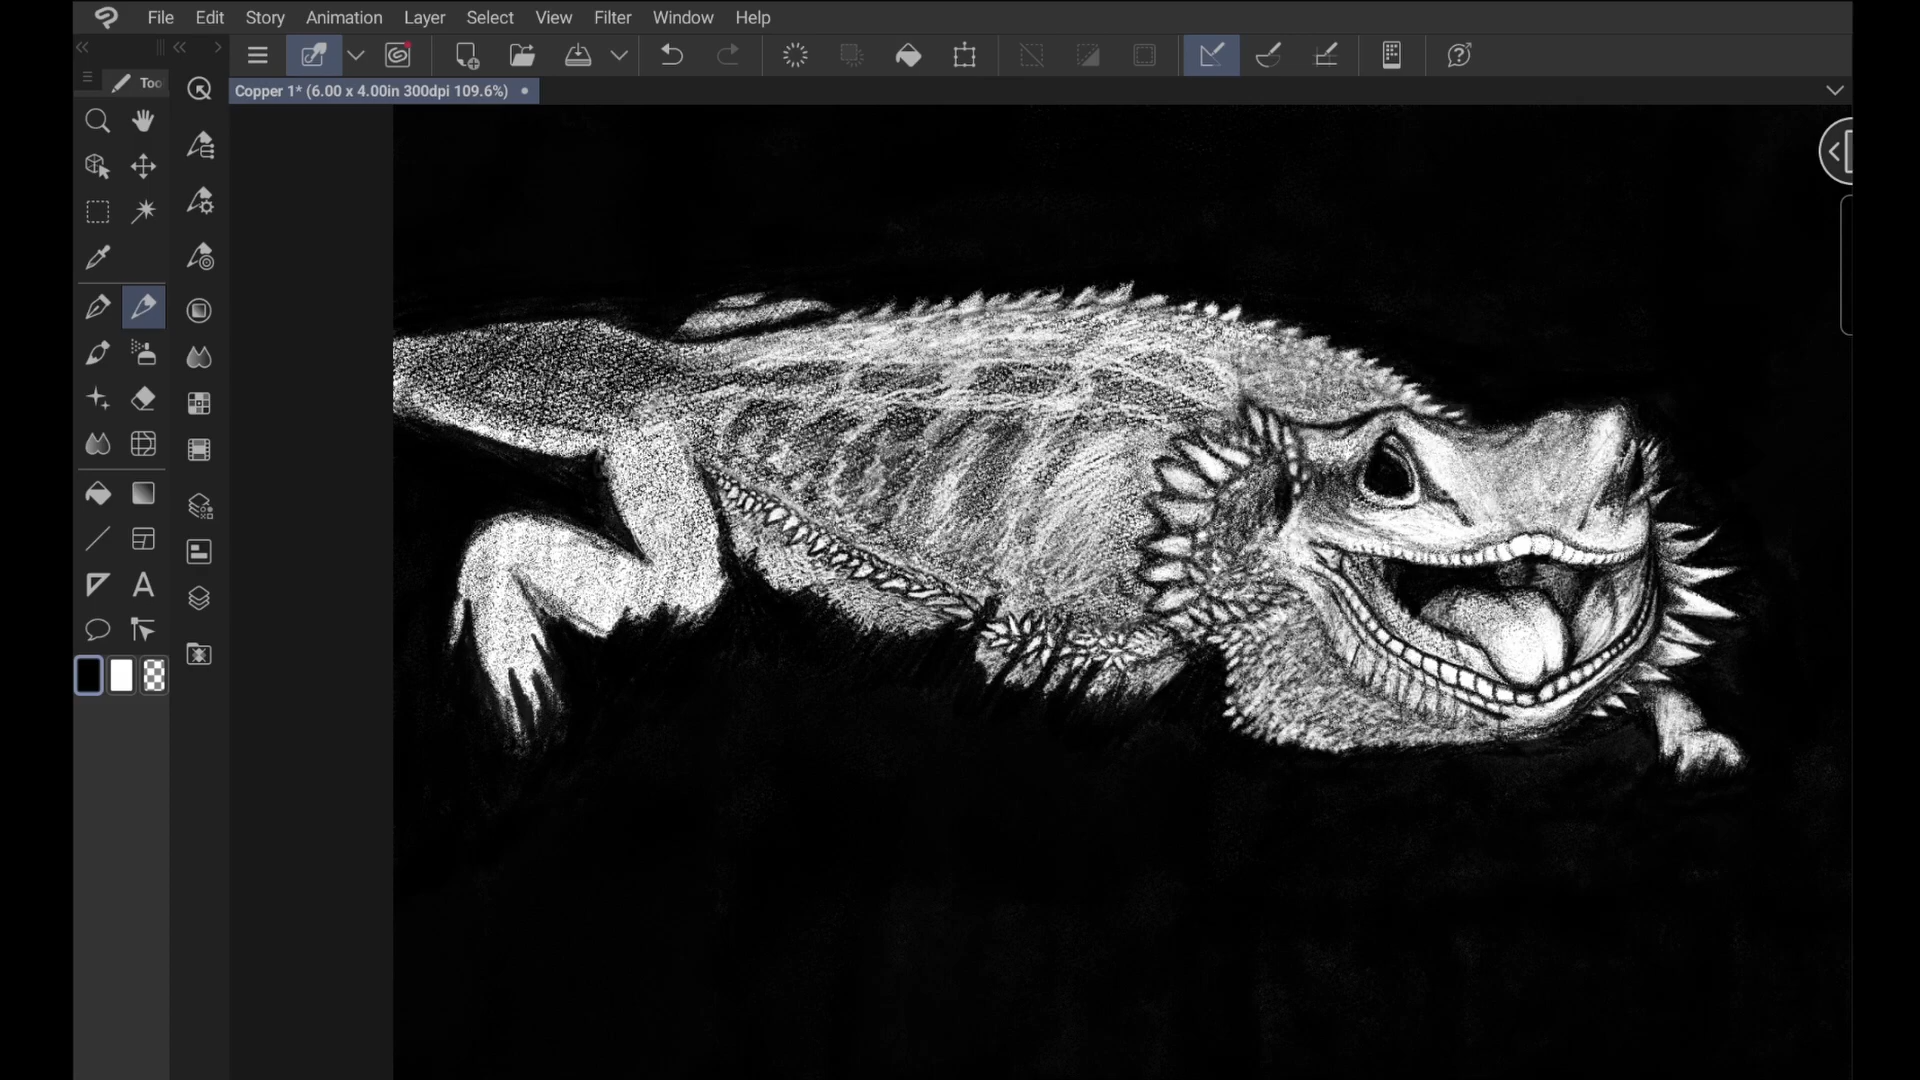 File Edit Story Animation Layer Select View Filter Window Help
Too
Copper 1* (6.00 x 4.00in 300dpi 109.6%)